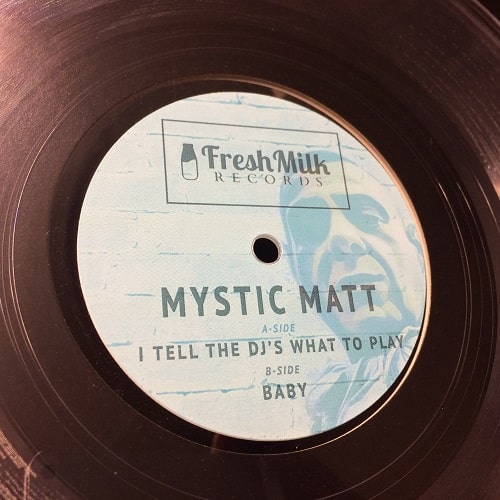 FreshMilk
RECORDS
MYSTIC MATT
A-SIDE
I TELL THE DJ'S WHAT TO PLAY
B-SIDE
BABY